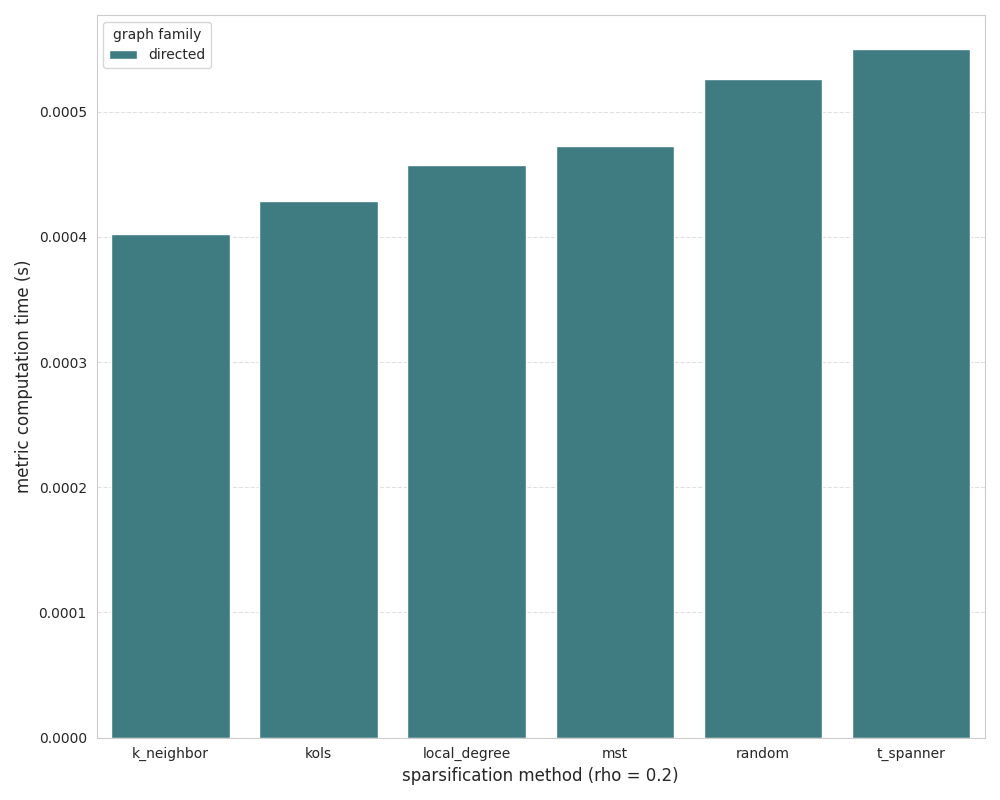 graph family
directed
metric computation time (s)
0.0005
0.0004
0.0003
0.0002
0.0001
0.0000
k_neighbor
kols
local_degree
mst
random
t_spanner
sparsification method (rho = 0.2)